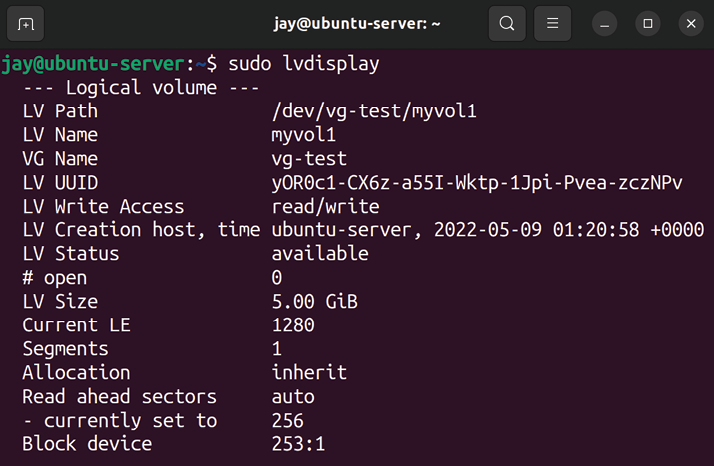 jay@ubuntu-server: ~
jay@ubuntu-server:~$ sudo lvdisplay
--- Logical volume ---
LV Path                /dev/vg-test/myvol1
LV Name                myvol1
VG Name                vg-test
LV UUID                yOR0c1-CX6z-a55I-Wktp-1Jpi-Pvea-zczNPv
LV Write Access        read/write
LV Creation host, time ubuntu-server, 2022-05-09 01:20:58 +0000
LV Status              available
# open                 0
LV Size                5.00 GiB
Current LE             1280
Segments               1
Allocation             inherit
Read ahead sectors     auto
- currently set to     256
Block device           253:1